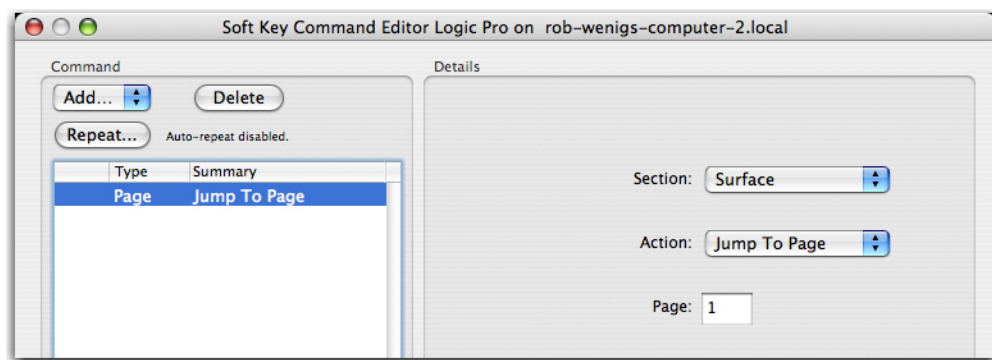 Soft Key Command Editor Logic Pro on rob-wenigs-computer-2.local
Command
Add...
Delete
Repeat...
Auto-repeat disabled.
Type Summary
Page Jump To Page
Details
Section: Surface
Action: Jump To Page
Page: 1